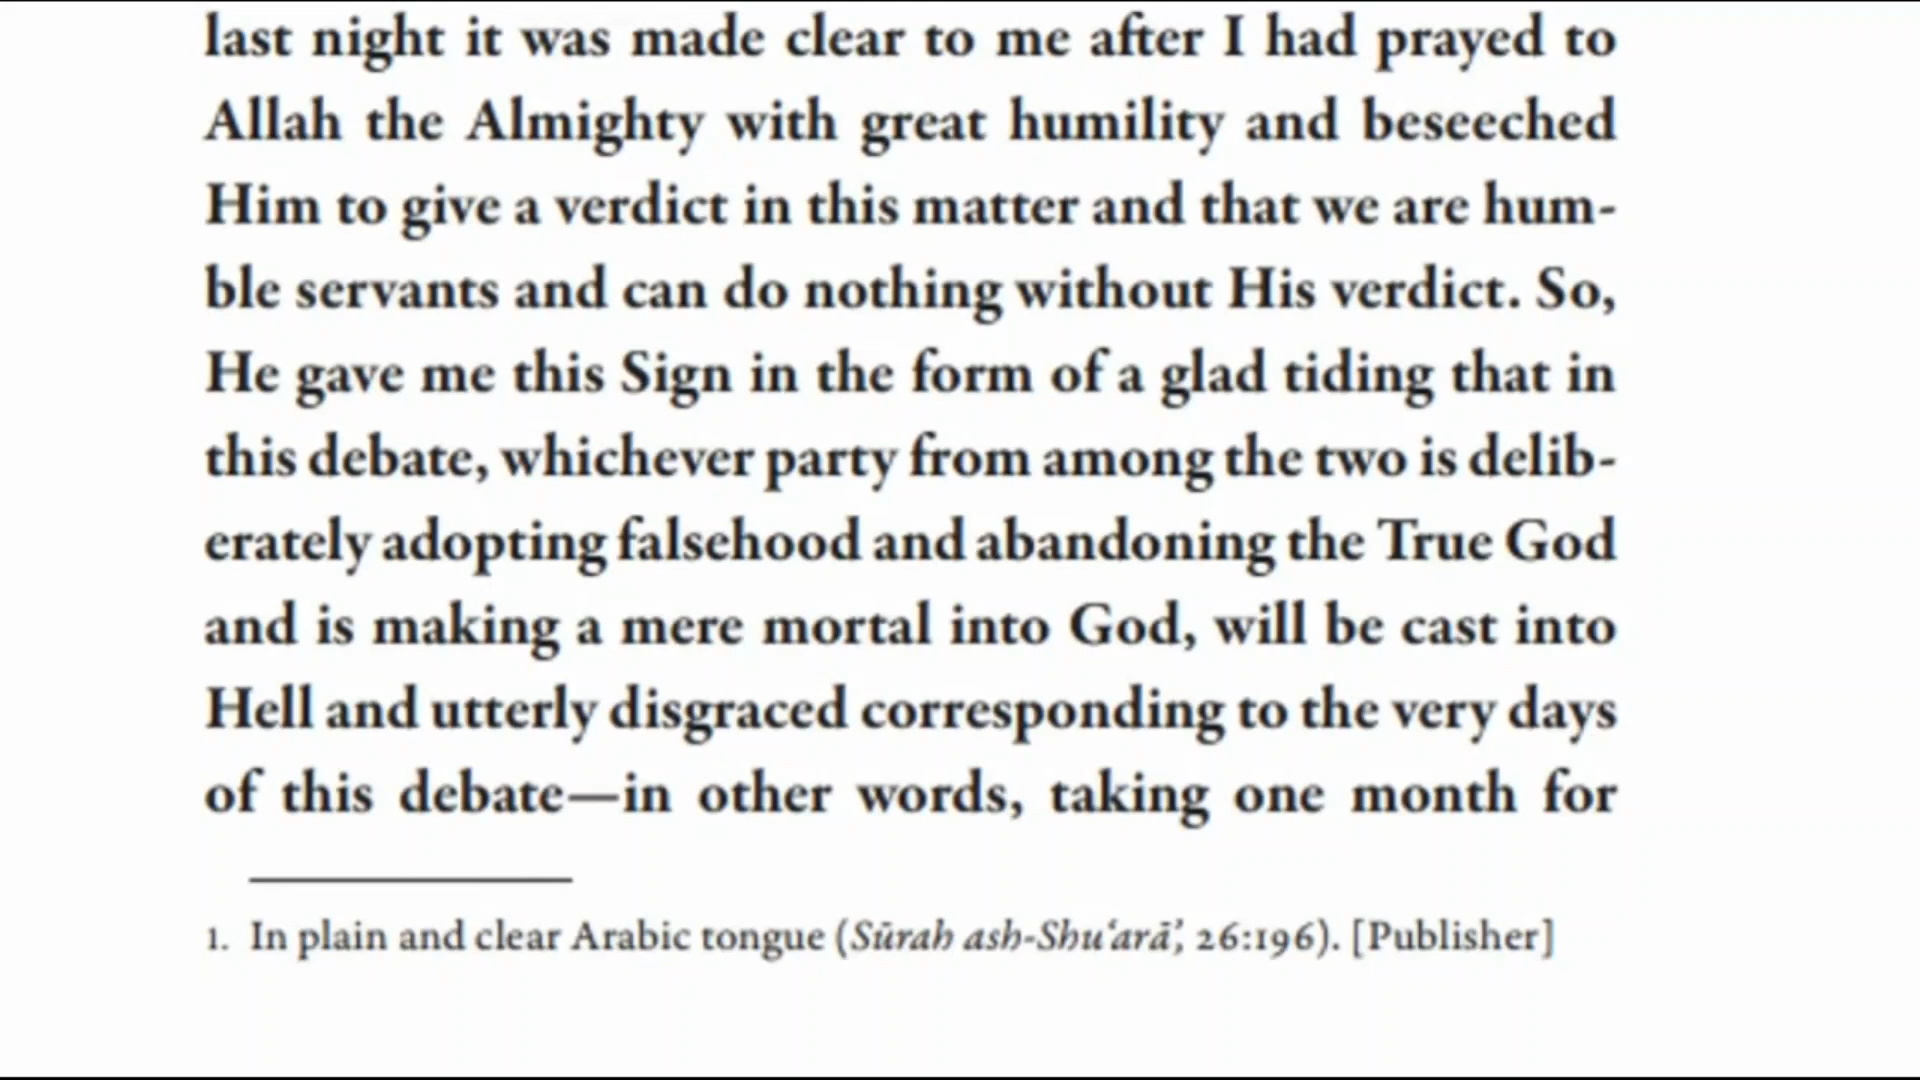 last night it was made clear to me after I had prayed to
Allah the Almighty with great humility and beseeched
Him to give a verdict in this matter and that we are hum-
ble servants and can do nothing without His verdict. So,
He gave me this Sign in the form of a glad tiding that in
this debate, whichever party from among the two is delib-
erately adopting falsehood and abandoning the True God
and is making a mere mortal into God, will be cast into
Hell and utterly disgraced corresponding to the very days
of this debate—in other words, taking one month for
1. In plain and clear Arabic tongue (Sūrah ash-Shu‘arā’, 26:196). [Publisher]